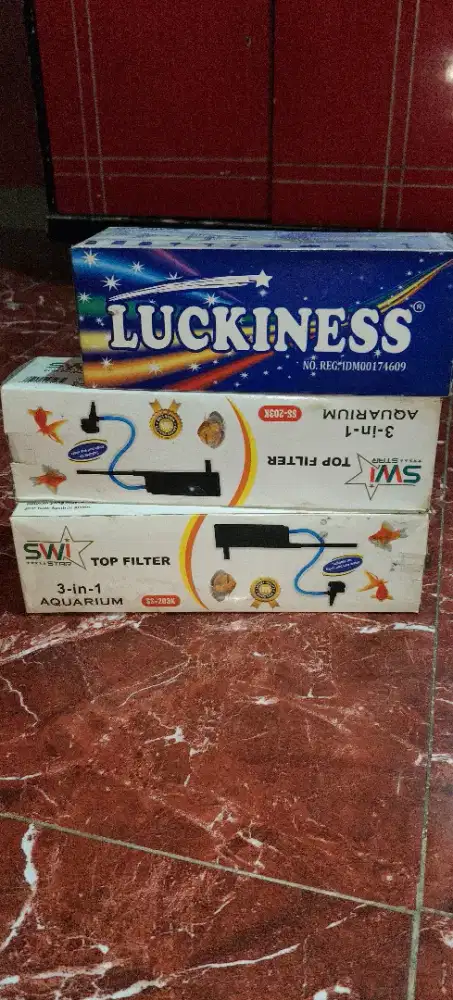 LUCKINESS®
NO. REG. IDM00174609
SS-203K
3-in-1
AQUARIUM
TOP FILTER
SWI
STAR
SWI
STAR
TOP FILTER
3-in-1
AQUARIUM
SS-203K